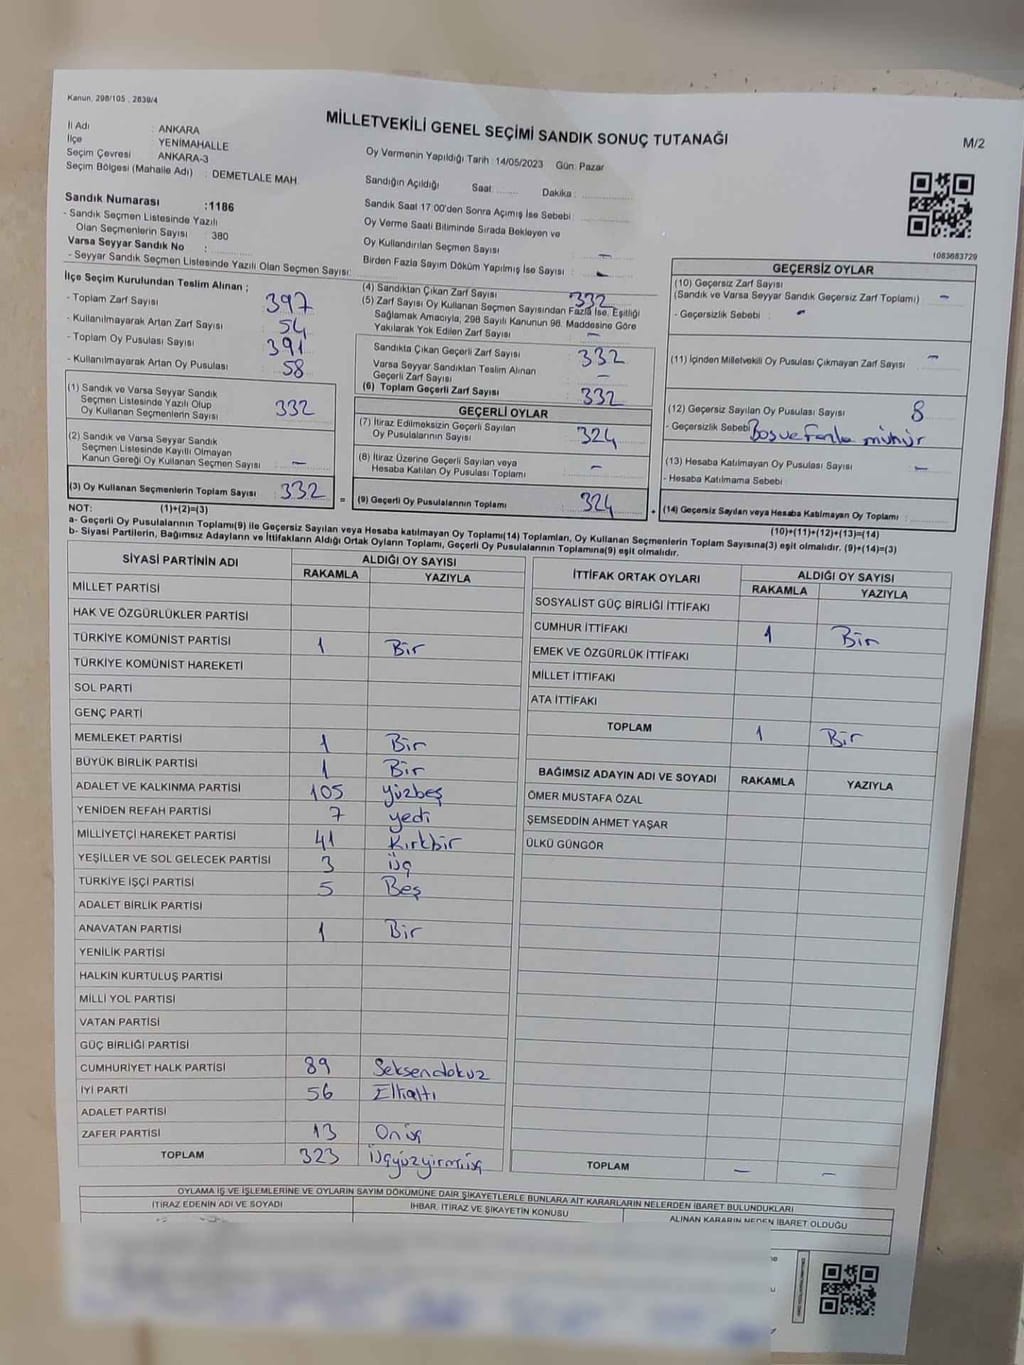 Kanun, 298/105 , 2839/4
MİLLETVEKİLİ GENEL SEÇİMİ SANDIK SONUÇ TUTANAĞI
M/2
İl Adı : ANKARA
İlçe : YENİMAHALLE
Seçim Çevresi : ANKARA-3
Seçim Bölgesi (Mahalle Adı) : DEMETLALE MAH.
Sandık Numarası :1186
- Sandık Seçmen Listesinde Yazılı
Olan Seçmenlerin Sayısı : 380
Varsa Seyyar Sandık No :
- Seyyar Sandık Seçmen Listesinde Yazılı Olan Seçmen Sayısı:
Oy Vermenin Yapıldığı Tarih : 14/05/2023 Gün: Pazar
Sandığın Açıldığı Saat: ....... Dakika :
Sandık Saat 17:00'den Sonra Açımış İse Sebebi :
Oy Verme Saati Bitiminde Sırada Bekleyen ve
Oy Kullandırılan Seçmen Sayısı : –
Birden Fazla Sayım Döküm Yapılmış İse Sayısı : –
1083683729
İlçe Seçim Kurulundan Teslim Alınan ;
- Toplam Zarf Sayısı : 397
- Kullanılmayarak Artan Zarf Sayısı : 54
- Toplam Oy Pusulası Sayısı : 391
- Kullanılmayarak Artan Oy Pusulası : 58
(1) Sandık ve Varsa Seyyar Sandık
Seçmen Listesinde Yazılı Olup
Oy Kullanan Seçmenlerin Sayısı : 332
(2) Sandık ve Varsa Seyyar Sandık
Seçmen Listesinde Kayıtlı Olmayan
Kanun Gereği Oy Kullanan Seçmen Sayısı : –
(3) Oy Kullanan Seçmenlerin Toplam Sayısı : 332
(4) Sandıktan Çıkan Zarf Sayısı : 332
(5) Zarf Sayısı Oy Kullanan Seçmen Sayısından Fazla İse, Eşitliği
Sağlamak Amacıyla, 298 Sayılı Kanunun 98. Maddesine Göre
Yakılarak Yok Edilen Zarf Sayısı : –
Sandıkta Çıkan Geçerli Zarf Sayısı : 332
Varsa Seyyar Sandıktan Teslim Alınan
Geçerli Zarf Sayısı : –
(6) Toplam Geçerli Zarf Sayısı : 332
GEÇERLİ OYLAR
(7) İtiraz Edilmeksizin Geçerli Sayılan
Oy Pusulalarının Sayısı : 324
(8) İtiraz Üzerine Geçerli Sayılan veya
Hesaba Katılan Oy Pusulası Toplamı : –
= (9) Geçerli Oy Pusulalarının Toplamı : 324
GEÇERSİZ OYLAR
(10) Geçersiz Zarf Sayısı
(Sandık ve Varsa Seyyar Sandık Geçersiz Zarf Toplamı) : –
- Geçersizlik Sebebi : –
(11) İçinden Milletvekili Oy Pusulası Çıkmayan Zarf Sayısı : –
(12) Geçersiz Sayılan Oy Pusulası Sayısı : 8
- Geçersizlik Sebebi: Boş ve Fazla mühür
(13) Hesaba Katılmayan Oy Pusulası Sayısı : –
- Hesaba Katılmama Sebebi :
+ (14) Geçersiz Sayılan veya Hesaba Katılmayan Oy Toplamı :
NOT: (1)+(2)=(3)
(10)+(11)+(12)+(13)=(14)
a- Geçerli Oy Pusulalarının Toplamı(9) ile Geçersiz Sayılan veya Hesaba katılmayan Oy Toplamı(14) Toplamları, Oy Kullanan Seçmenlerin Toplam Sayısına(3) eşit olmalıdır. (9)+(14)=(3)
b- Siyasi Partilerin, Bağımsız Adayların ve İttifakların Aldığı Ortak Oyların Toplamı, Geçerli Oy Pusulalarının Toplamına(9) eşit olmalıdır.
SİYASİ PARTİNİN ADI ALDIĞI OY SAYISI
RAKAMLA YAZIYLA
MİLLET PARTİSİ
HAK VE ÖZGÜRLÜKLER PARTİSİ
TÜRKİYE KOMÜNİST PARTİSİ 1 Bir
TÜRKİYE KOMÜNİST HAREKETİ
SOL PARTİ
GENÇ PARTİ
MEMLEKET PARTİSİ 1 Bir
BÜYÜK BİRLİK PARTİSİ 1 Bir
ADALET VE KALKINMA PARTİSİ 105 yüzbeş
YENİDEN REFAH PARTİSİ 7 yedi
MİLLİYETÇİ HAREKET PARTİSİ 41 Kırkbir
YEŞİLLER VE SOL GELECEK PARTİSİ 3 üç
TÜRKİYE İŞÇİ PARTİSİ 5 Beş
ADALET BİRLİK PARTİSİ
ANAVATAN PARTİSİ 1 Bir
YENİLİK PARTİSİ
HALKIN KURTULUŞ PARTİSİ
MİLLİ YOL PARTİSİ
VATAN PARTİSİ
GÜÇ BİRLİĞİ PARTİSİ
CUMHURİYET HALK PARTİSİ 89 Seksendokuz
İYİ PARTİ 56 Ellialtı
ADALET PARTİSİ
ZAFER PARTİSİ 13 Onüç
TOPLAM 323 üçyüzyirmiüç
İTTİFAK ORTAK OYLARI ALDIĞI OY SAYISI
RAKAMLA YAZIYLA
SOSYALİST GÜÇ BİRLİĞİ İTTİFAKI
CUMHUR İTTİFAKI 1 Bir
EMEK VE ÖZGÜRLÜK İTTİFAKI
MİLLET İTTİFAKI
ATA İTTİFAKI
TOPLAM 1 Bir
BAĞIMSIZ ADAYIN ADI VE SOYADI RAKAMLA YAZIYLA
ÖMER MUSTAFA ÖZAL
ŞEMSEDDİN AHMET YAŞAR
ÜLKÜ GÜNGÖR
TOPLAM – –
OYLAMA İŞ VE İŞLEMLERİNE VE OYLARIN SAYIM DÖKÜMÜNE DAİR ŞİKAYETLERLE BUNLARA AİT KARARLARIN NELERDEN İBARET BULUNDUKLARI
İTİRAZ EDENİN ADI VE SOYADI İHBAR, İTİRAZ VE ŞİKAYETİN KONUSU ALINAN KARARIN NEDEN İBARET OLDUĞU